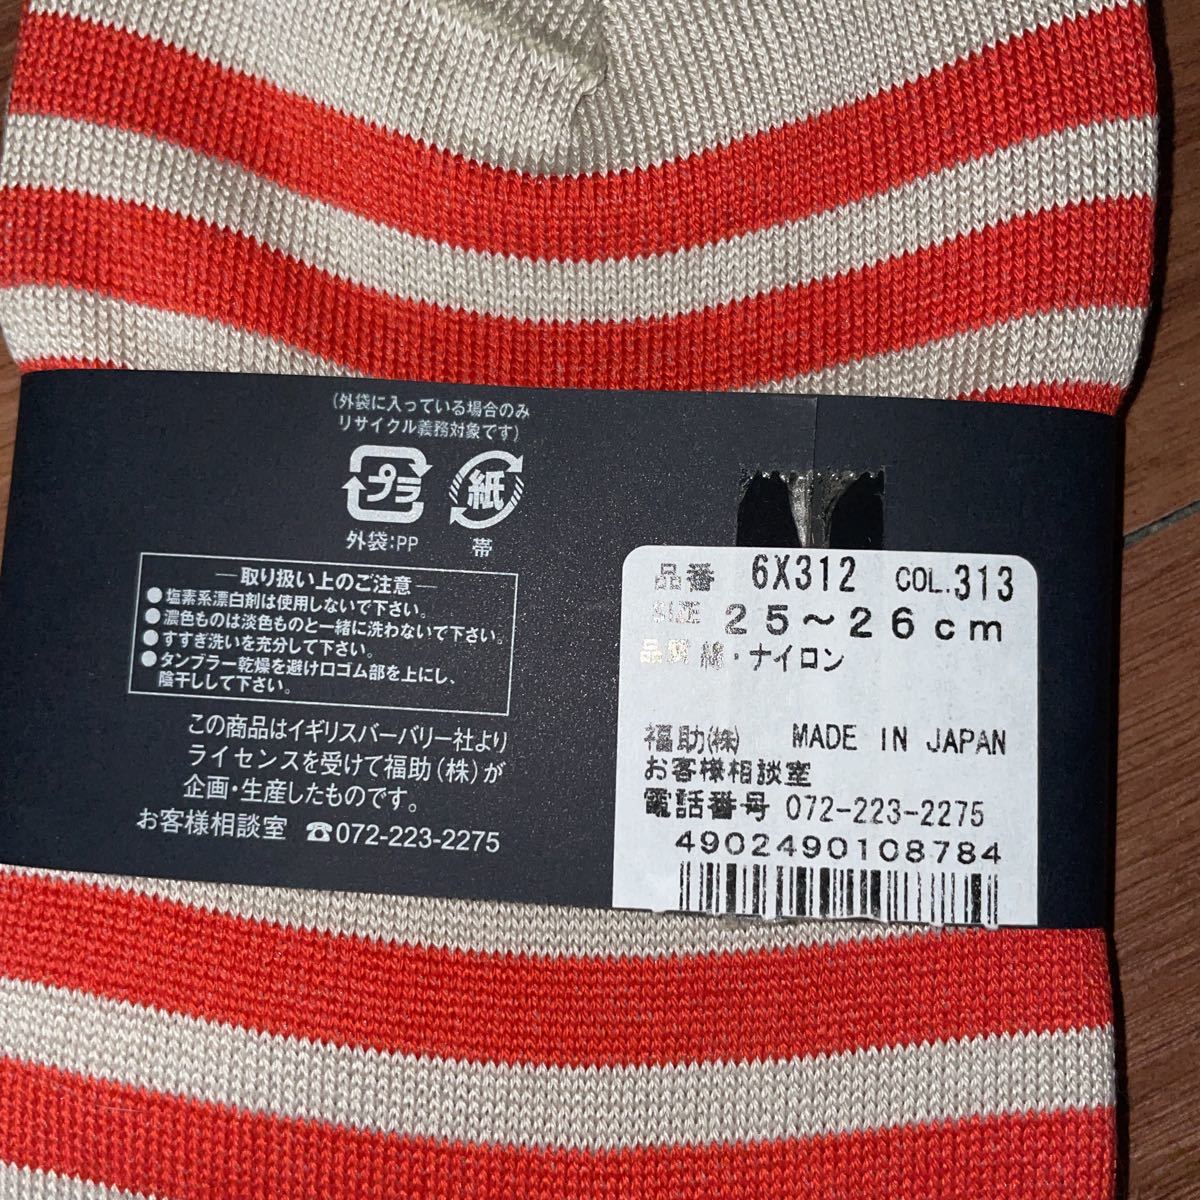 (外袋に入っている場合のみ
リサイクル義務対象です)
プラ
紙
外袋:PP
帯
取り扱い上のご注意
●塩素系漂白剤は使用しないで下さい。
●濃色ものは淡色ものと一緒に洗わないで下さい。
●すすぎ洗いを充分して下さい。
●タンブラー乾燥を避け口ゴム部を上にし、
陰干しして下さい。
この商品はイギリスバーバリー社より
ライセンスを受けて福助(株)が
企画・生産したものです。
お客様相談室 ☎072-223-2275
品番 6X312 COL.313
SIZE 25～26cm
品質 綿・ナイロン
福助(株) MADE IN JAPAN
お客様相談室
電話番号 072-223-2275
4902490108784